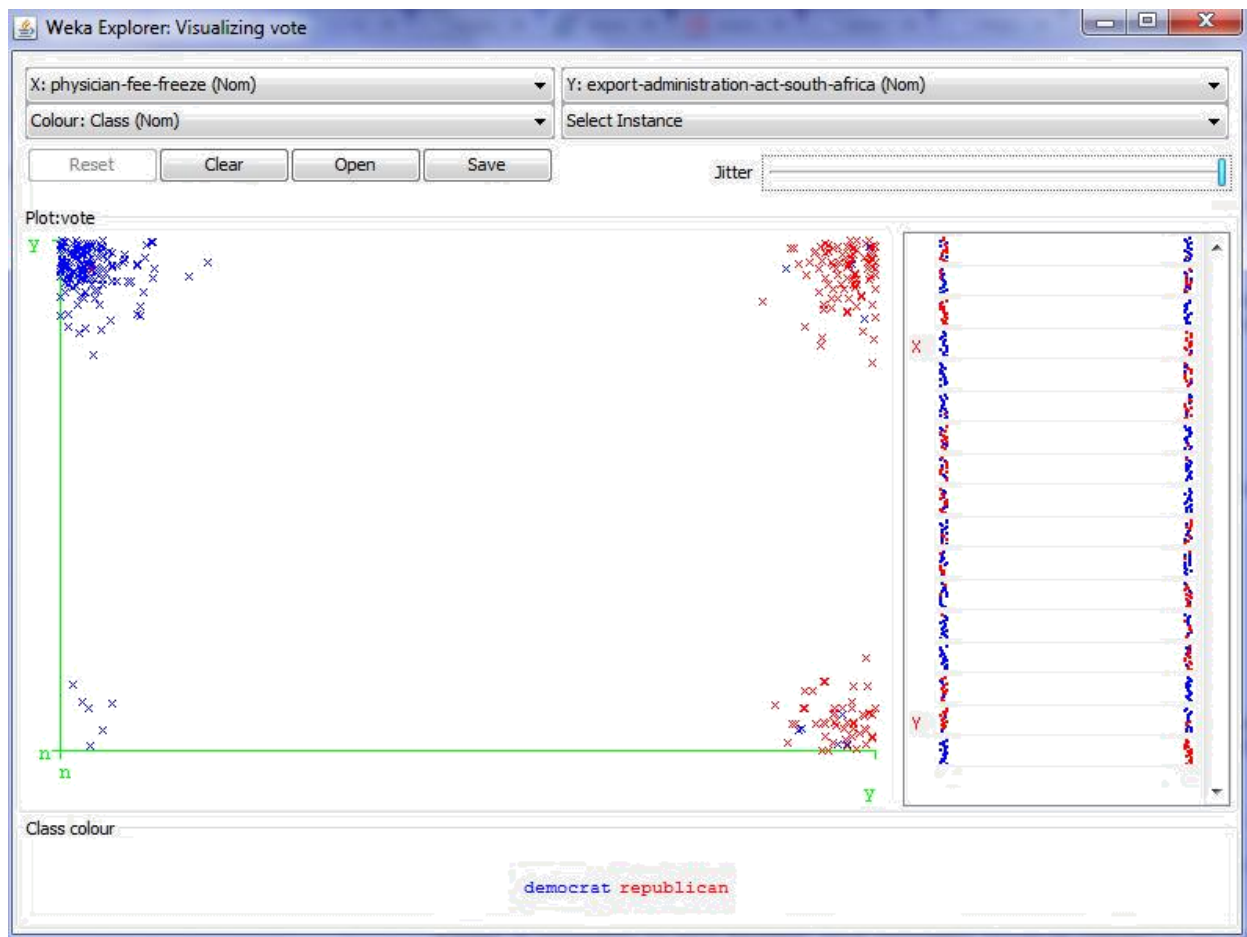 Weka Explorer: Visualizing vote
X: physician-fee-freeze (Nom) Y: export-administration-act-south-africa (Nom)
Colour: Class (Nom) Select Instance
Reset Clear Open Save Jitter
Plot:vote
y
X
Y
n
n
y
Class colour
democrat republican